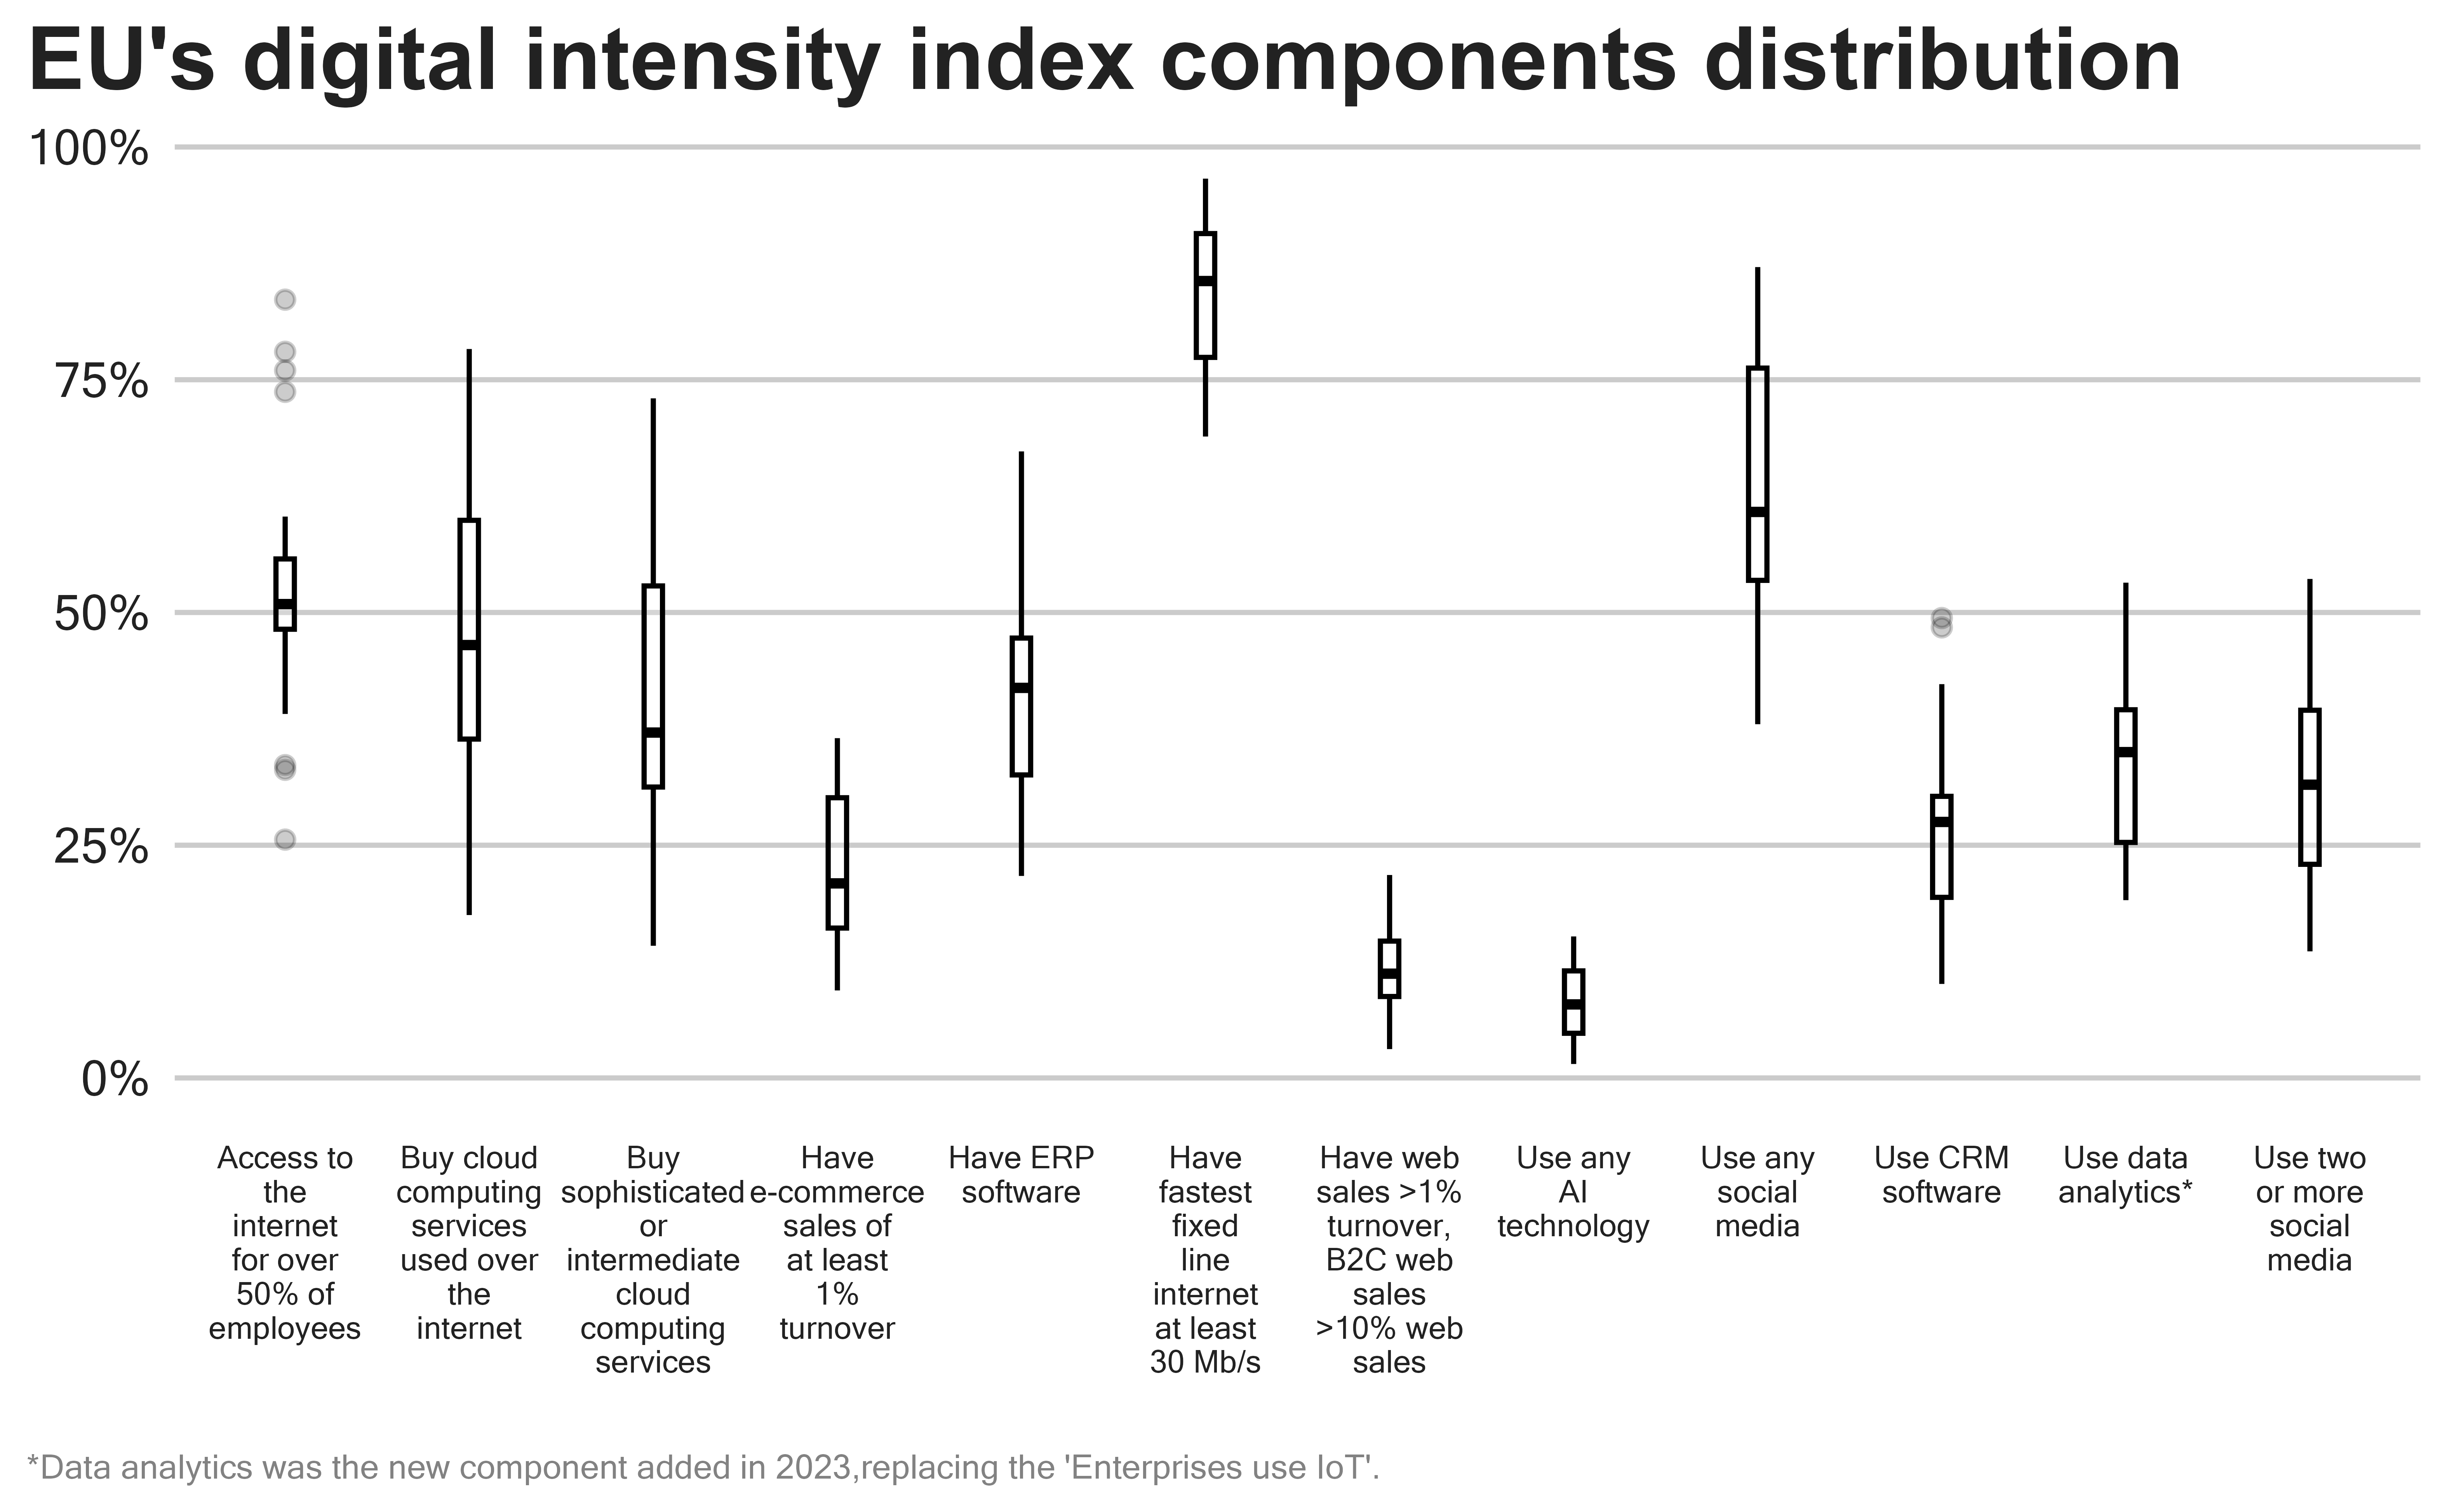 EU's digital intensity index components distribution
100%
75%
50%
25%
0%
Access to
the
internet
for over
50% of
employees
Buy cloud
computing
services
used over
the
internet
Buy
sophisticated
or
intermediate
cloud
computing
services
Have
e-commerce
sales of
at least
1%
turnover
Have ERP
software
Have
fastest
fixed
line
internet
at least
30 Mb/s
Have web
sales >1%
turnover,
B2C web
sales
>10% web
sales
Use any
AI
technology
Use any
social
media
Use CRM
software
Use data
analytics*
Use two
or more
social
media
*Data analytics was the new component added in 2023,replacing the 'Enterprises use IoT'.